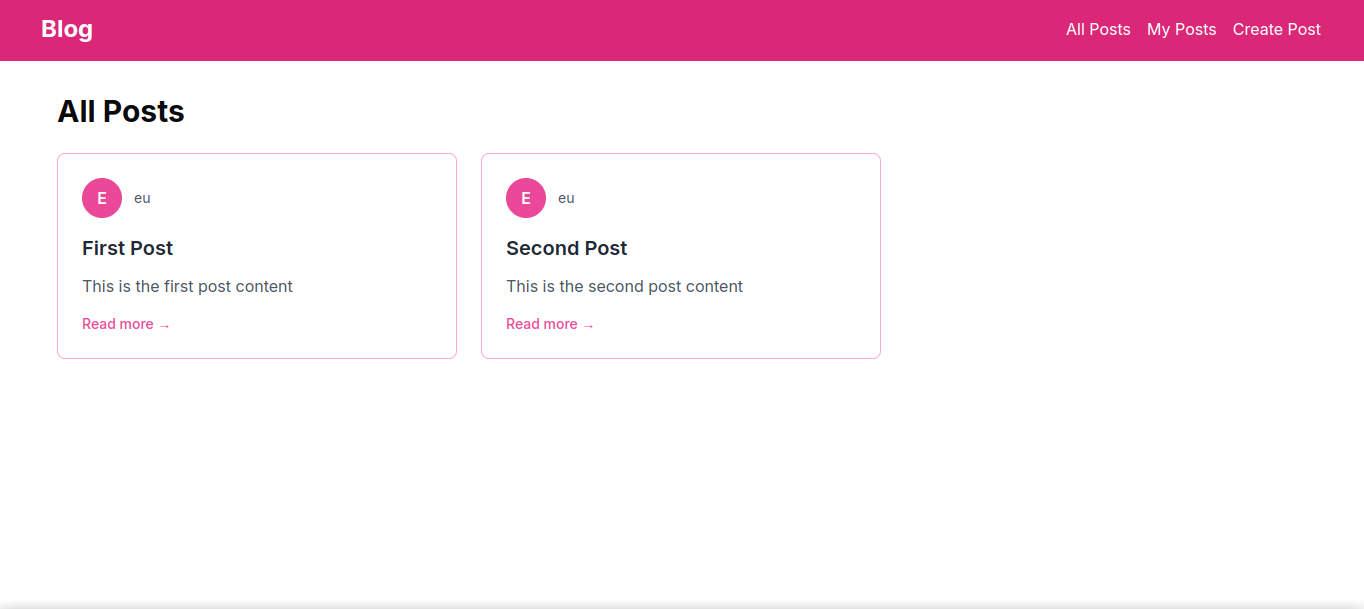 Blog
All Posts My Posts Create Post
All Posts
E eu
First Post
This is the first post content
Read more →
E eu
Second Post
This is the second post content
Read more →